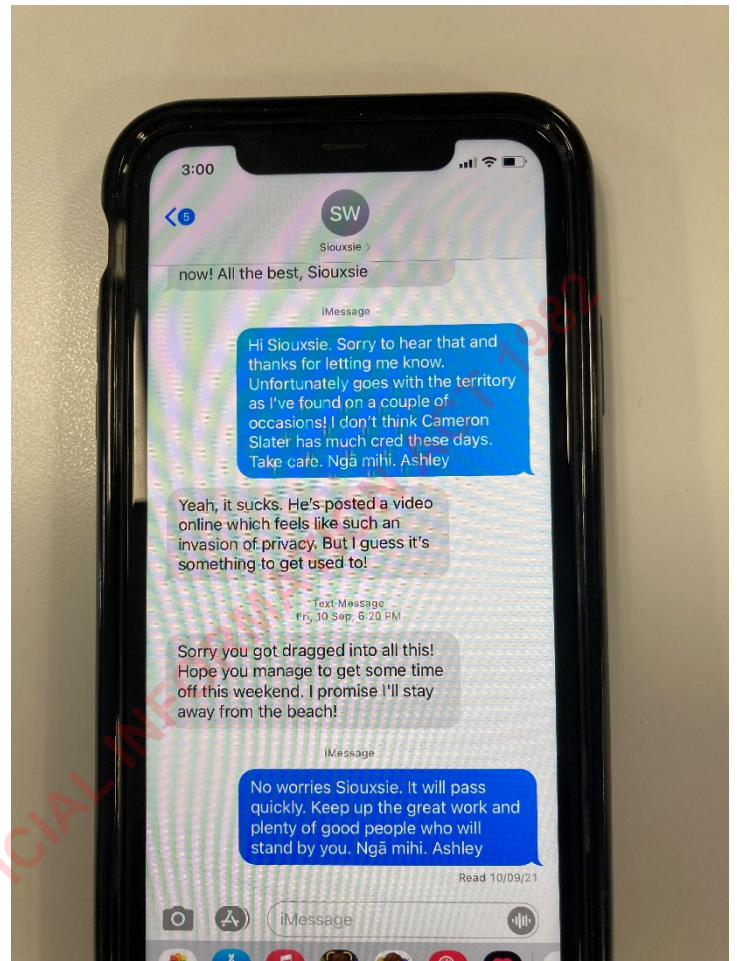 3:00
5
SW
Siouxsie >
now! All the best, Siouxsie
iMessage
Hi Siouxsie. Sorry to hear that and
thanks for letting me know.
Unfortunately goes with the territory
as I've found on a couple of
occasions! I don't think Cameron
Slater has much cred these days.
Take care. Ngā mihi. Ashley
Yeah, it sucks. He's posted a video
online which feels like such an
invasion of privacy. But I guess it's
something to get used to!
Text Message
Fri, 10 Sep, 6:20 PM
Sorry you got dragged into all this!
Hope you manage to get some time
off this weekend. I promise I'll stay
away from the beach!
iMessage
No worries Siouxsie. It will pass
quickly. Keep up the great work and
plenty of good people who will
stand by you. Ngā mihi. Ashley
Read 10/09/21
iMessage
ICIAL INFORMATION ACT 1982